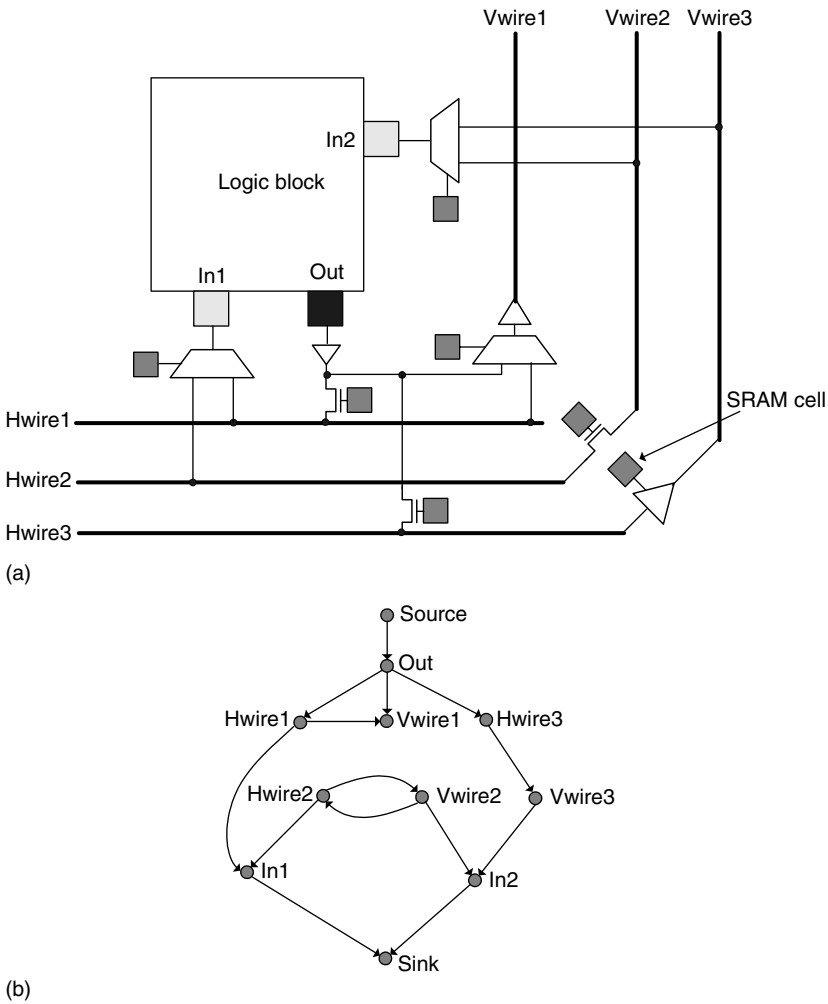 Vwire1
Vwire2 Vwire3
In2
Logic block
In1
Out
SRAM cell
Hwire1
Hwire2
Hwire3
(a)
Source
Out
Hwire1
Vwire1
Hwire3
Hwire2
Vwire2
Vwire3
In1
In2
Sink
(b)